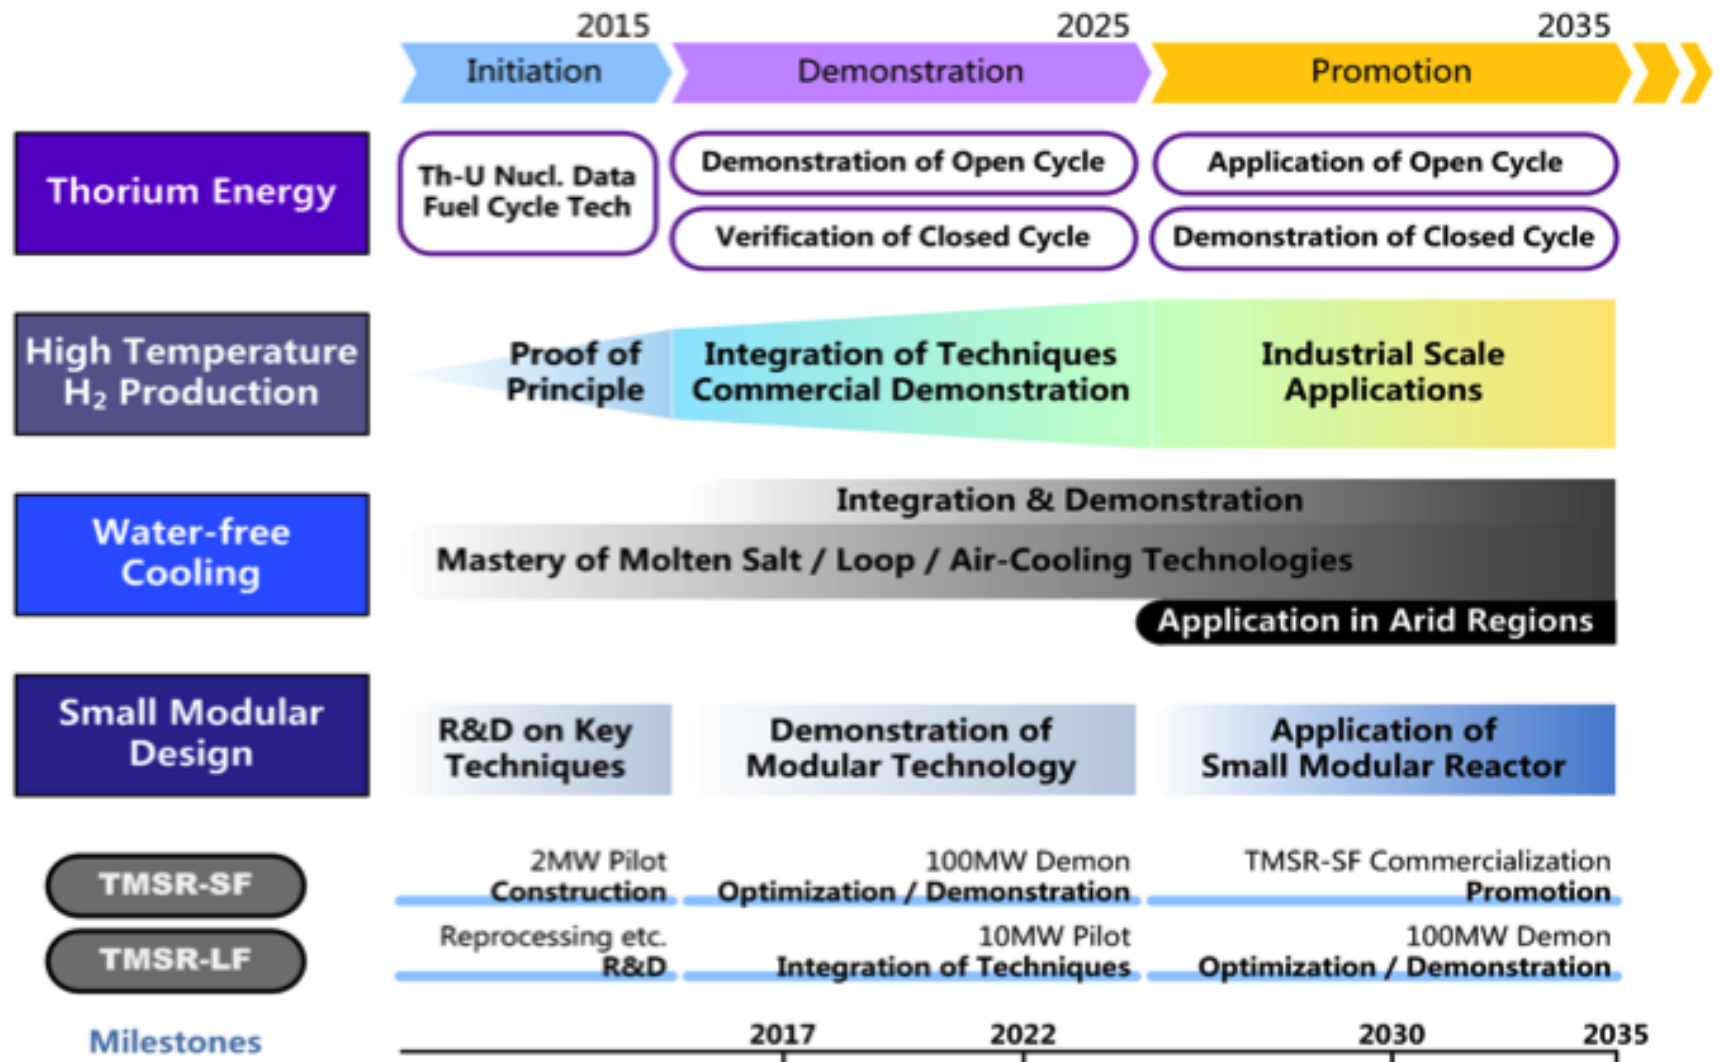 2015
2025
2035
Initiation
Demonstration
Promotion
Thorium Energy
Th-U Nucl. Data
Fuel Cycle Tech
Demonstration of Open Cycle
Verification of Closed Cycle
Application of Open Cycle
Demonstration of Closed Cycle
High Temperature
H₂ Production
Proof of
Principle
Integration of Techniques
Commercial Demonstration
Industrial Scale
Applications
Water-free
Cooling
Integration & Demonstration
Mastery of Molten Salt / Loop / Air-Cooling Technologies
Application in Arid Regions
Small Modular
Design
R&D on Key
Techniques
Demonstration of
Modular Technology
Application of
Small Modular Reactor
TMSR-SF
2MW Pilot
Construction
100MW Demon
Optimization / Demonstration
TMSR-SF Commercialization
Promotion
TMSR-LF
Reprocessing etc.
R&D
10MW Pilot
Integration of Techniques
100MW Demon
Optimization / Demonstration
Milestones
2017
2022
2030
2035